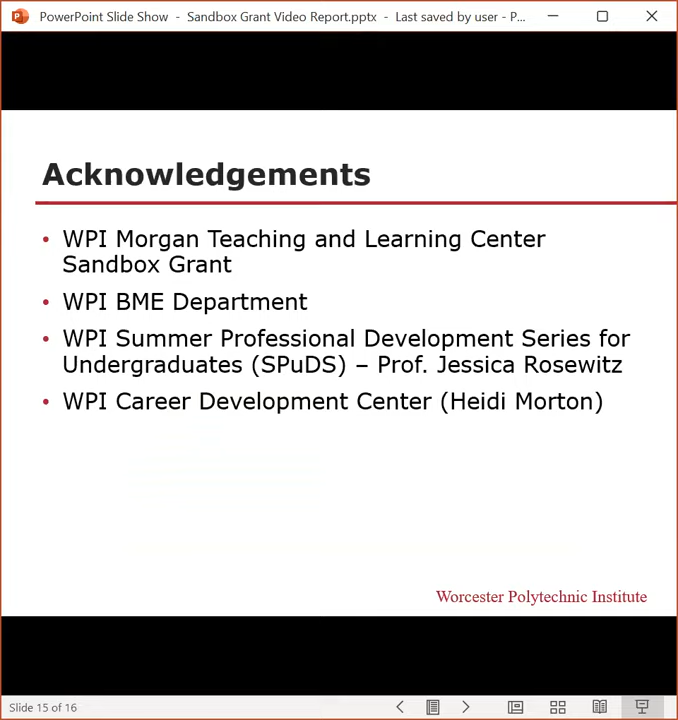 PowerPoint Slide Show - Sandbox Grant Video Report.pptx - Last saved by user - P...
Acknowledgements
• WPI Morgan Teaching and Learning Center
Sandbox Grant
• WPI BME Department
• WPI Summer Professional Development Series for
Undergraduates (SPuDS) – Prof. Jessica Rosewitz
• WPI Career Development Center (Heidi Morton)
Worcester Polytechnic Institute
Slide 15 of 16